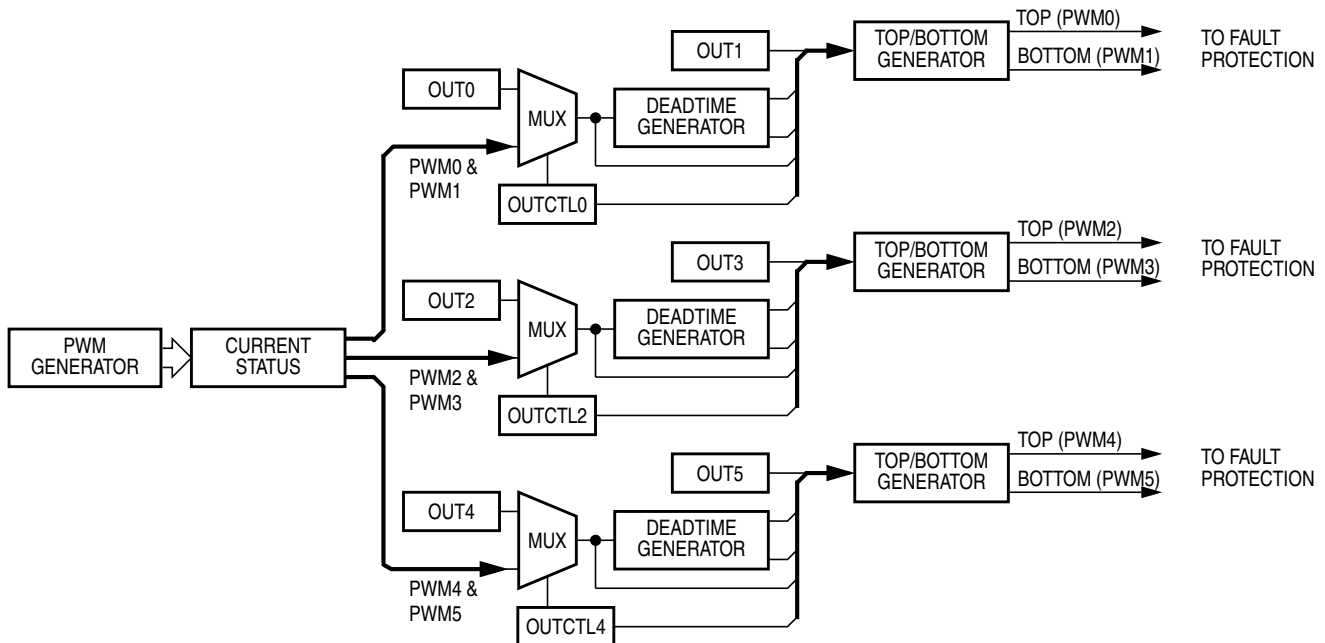 OUT1
TOP/BOTTOM
GENERATOR
TOP (PWM0)
BOTTOM (PWM1)
TO FAULT
PROTECTION
OUT0
MUX
DEADTIME
GENERATOR
PWM0 &
PWM1
OUTCTL0
OUT3
TOP/BOTTOM
GENERATOR
TOP (PWM2)
BOTTOM (PWM3)
TO FAULT
PROTECTION
OUT2
MUX
DEADTIME
GENERATOR
PWM
GENERATOR
CURRENT
STATUS
PWM2 &
PWM3
OUTCTL2
OUT5
TOP/BOTTOM
GENERATOR
TOP (PWM4)
BOTTOM (PWM5)
TO FAULT
PROTECTION
OUT4
MUX
DEADTIME
GENERATOR
PWM4 &
PWM5
OUTCTL4